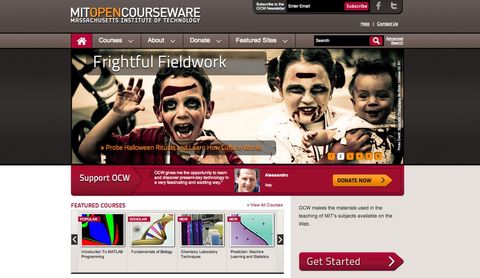 MITOPENCOURSEWARE
MASSACHUSETTS INSTITUTE OF TECHNOLOGY
Subscribe to the
OCW Newsletter
Enter Email
Subscribe
Help | Contact Us
Courses
About
Donate
Featured Sites
Search
Advanced
Search
Frightful Fieldwork
» Probe Halloween Rituals and Learn How Culture Works
1 2 3 4 5 6
Support OCW
OCW gives me the opportunity to learn
and discover present-day technology in
a very fascinating and exciting way."
Alessandro
Italy
DONATE NOW
FEATURED COURSES
» View All Courses
POPULAR
Introduction To MATLAB
Programming
SCHOLAR
Fundamentals of Biology
NEW
Chemistry Laboratory
Techniques
NEW
Prediction: Machine
Learning and Statistics
OCW makes the materials used in the
teaching of MIT's subjects available on the
Web.
Get Started